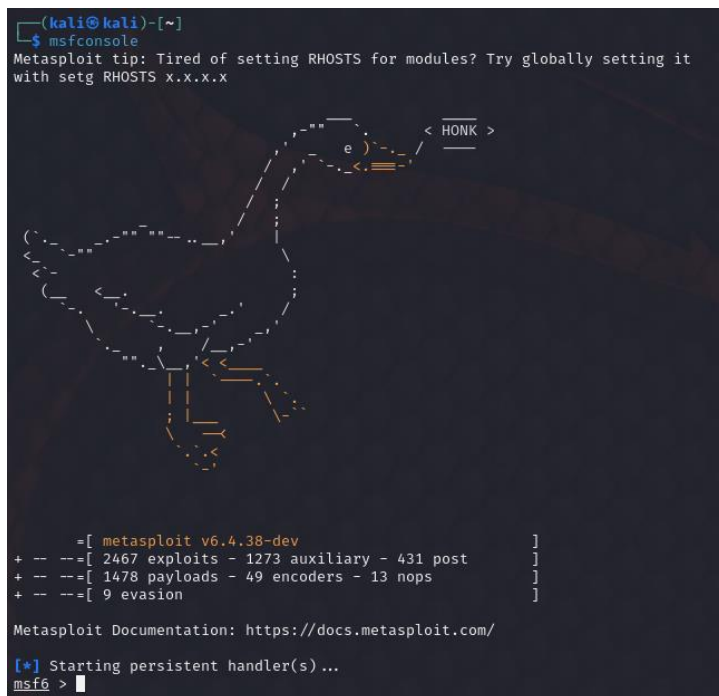 (kali㉿kali)-[~]
$ msfconsole
Metasploit tip: Tired of setting RHOSTS for modules? Try globally setting it
with setg RHOSTS x.x.x.x
< HONK >
e
=[ metasploit v6.4.38-dev ]
+ -- --=[ 2467 exploits - 1273 auxiliary - 431 post ]
+ -- --=[ 1478 payloads - 49 encoders - 13 nops ]
+ -- --=[ 9 evasion ]
Metasploit Documentation: https://docs.metasploit.com/
[*] Starting persistent handler(s)...
msf6 >